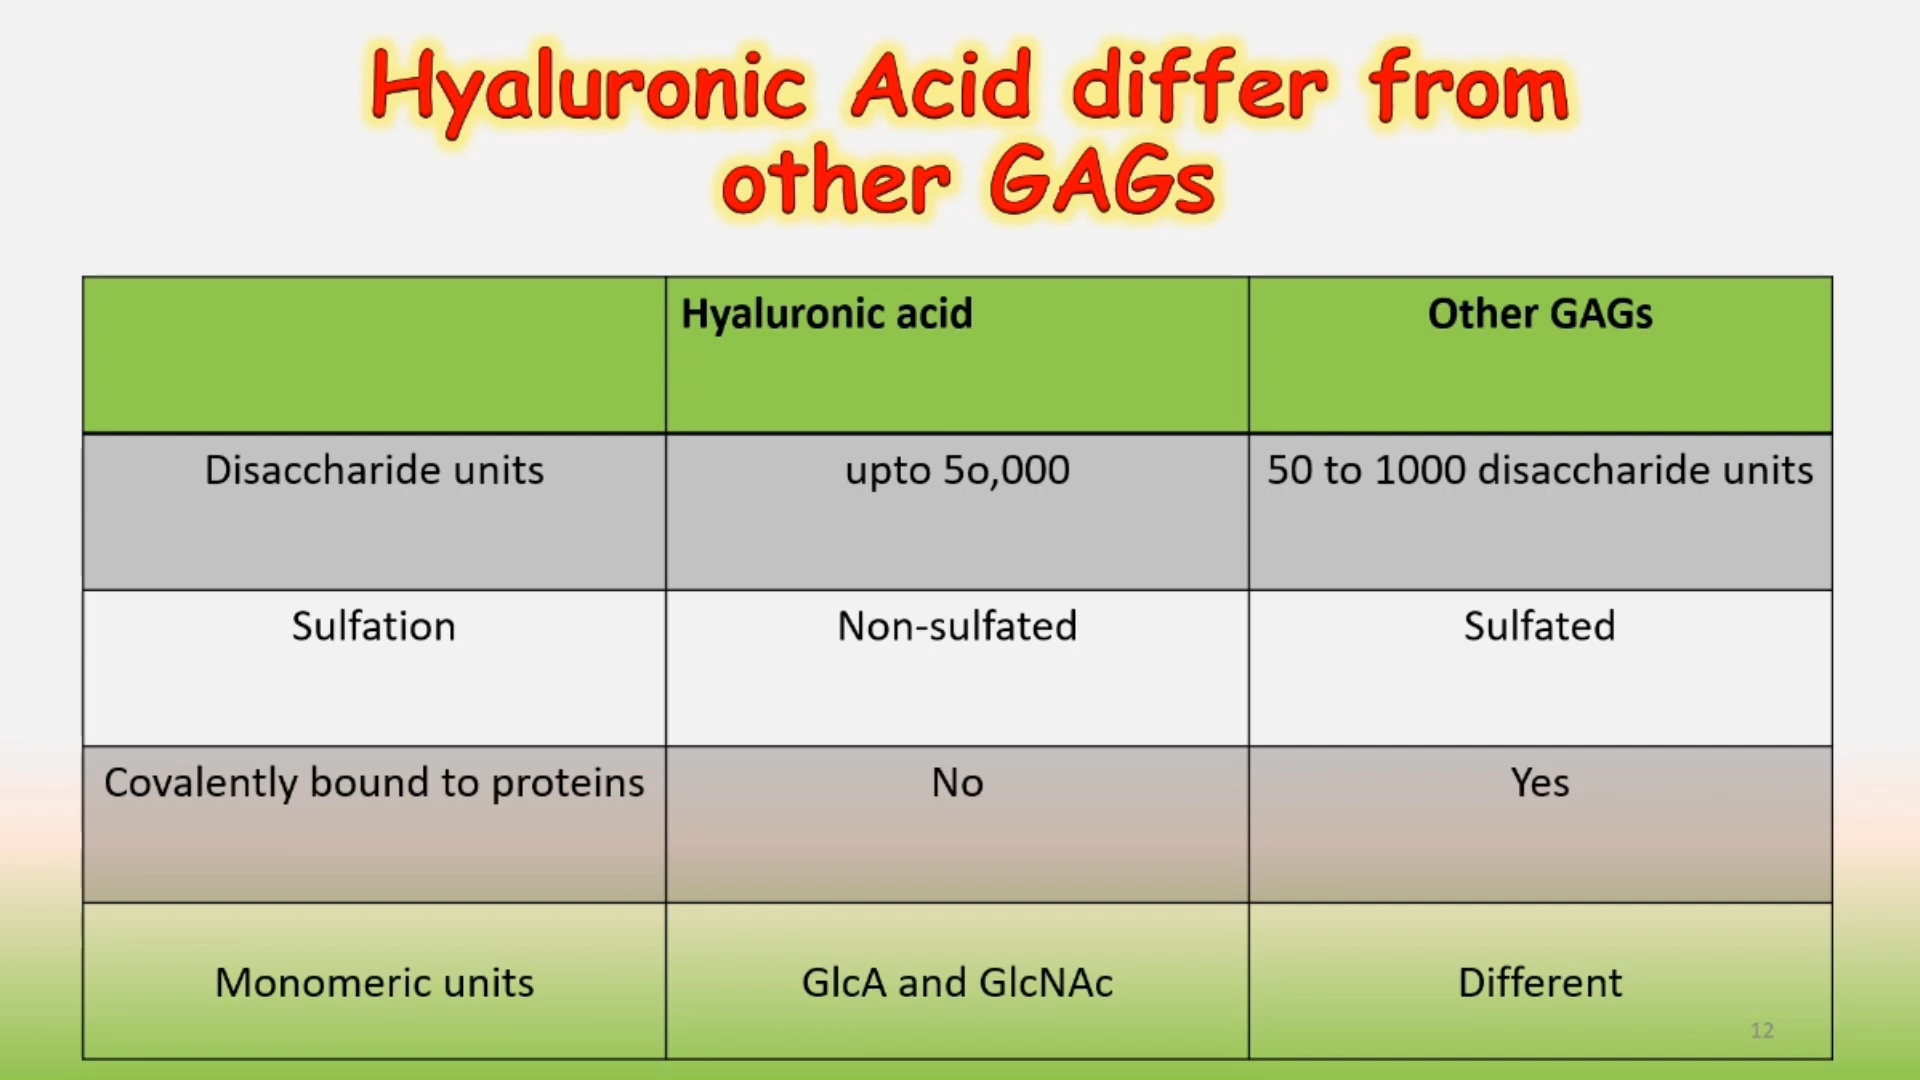 Hyaluronic Acid differ from
other GAGs
Hyaluronic acid
Other GAGs
Disaccharide units
upto 5o,000
50 to 1000 disaccharide units
Sulfation
Non-sulfated
Sulfated
Covalently bound to proteins
No
Yes
Monomeric units
GlcA and GlcNAc
Different
12